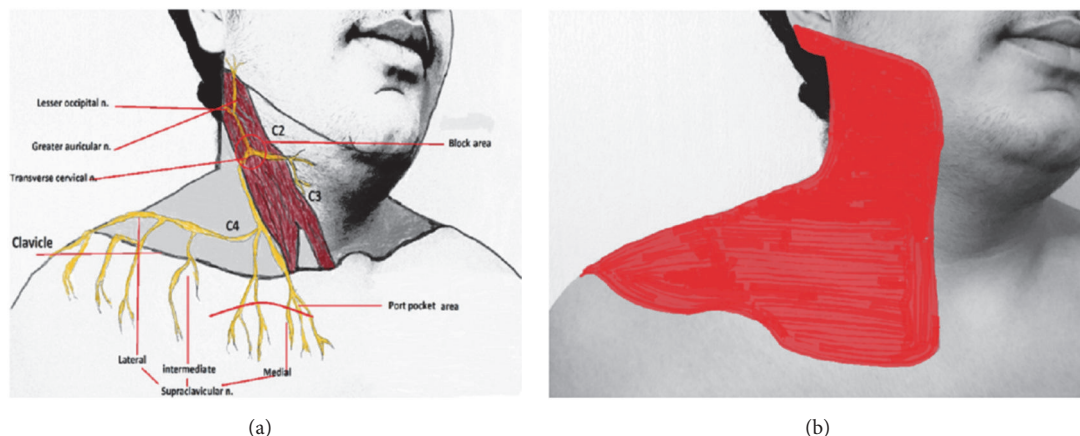 Lesser occipital n.
Greater auricular n.
Transverse cervical n.
C2
Block area
C3
C4
Clavicle
Port pocket area
Lateral
intermediate
Medial
Supraclavicular n.
(a)
(b)